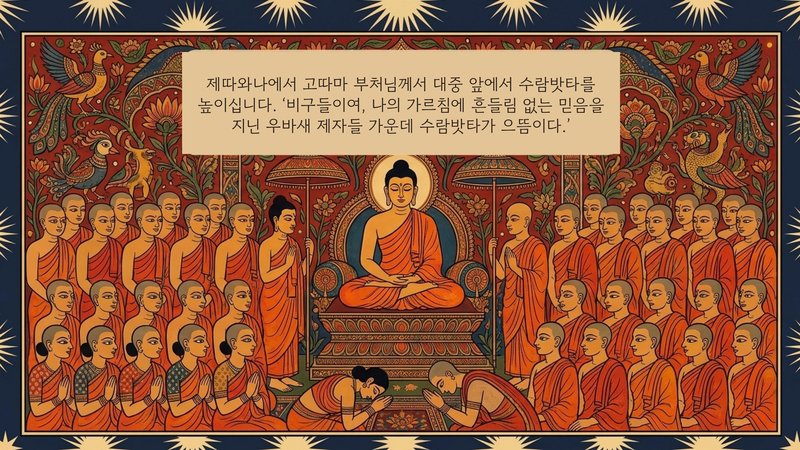 제따와나에서 고따마 부처님께서 대중 앞에서 수람밧타를
높이십니다. ‘비구들이여, 나의 가르침에 흔들림 없는 믿음을
지닌 우바새 제자들 가운데 수람밧타가 으뜸이다.’